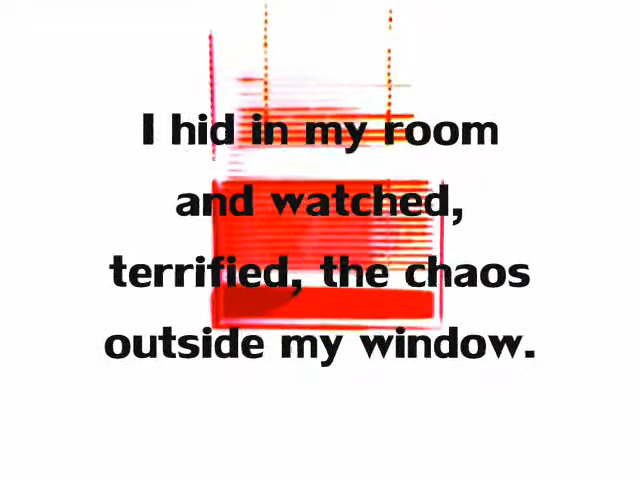 I hid in my room
and watched,
terrified, the chaos
outside my window.